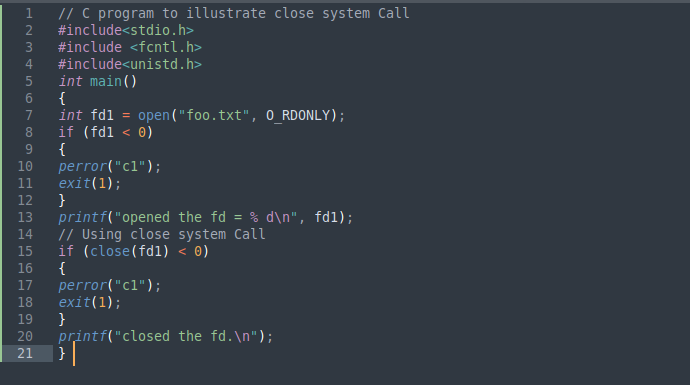 1 // C program to illustrate close system Call
2 #include<stdio.h>
3 #include <fcntl.h>
4 #include<unistd.h>
5 int main()
6 {
7 int fd1 = open("foo.txt", O_RDONLY);
8 if (fd1 < 0)
9 {
10 perror("c1");
11 exit(1);
12 }
13 printf("opened the fd = % d\n", fd1);
14 // Using close system Call
15 if (close(fd1) < 0)
16 {
17 perror("c1");
18 exit(1);
19 }
20 printf("closed the fd.\n");
21 }